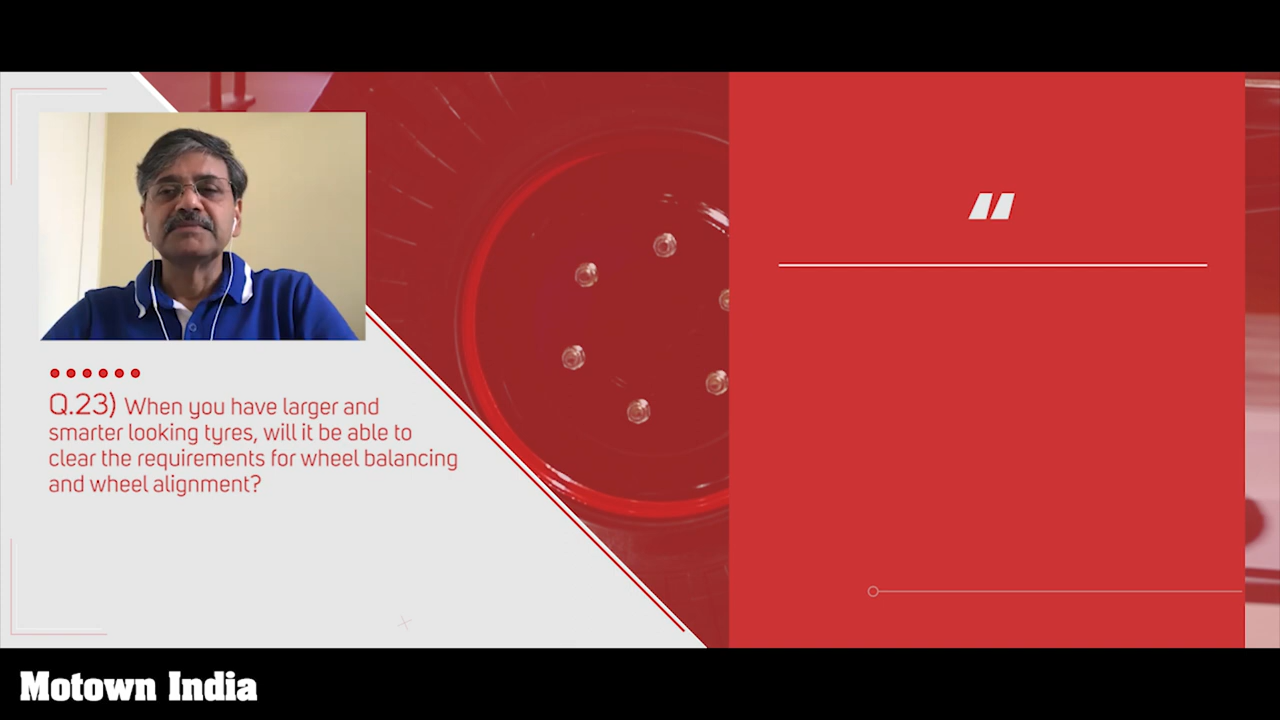 Q.23) When you have larger and
smarter looking tyres, will it be able to
clear the requirements for wheel balancing
and wheel alignment?
"
Motown India